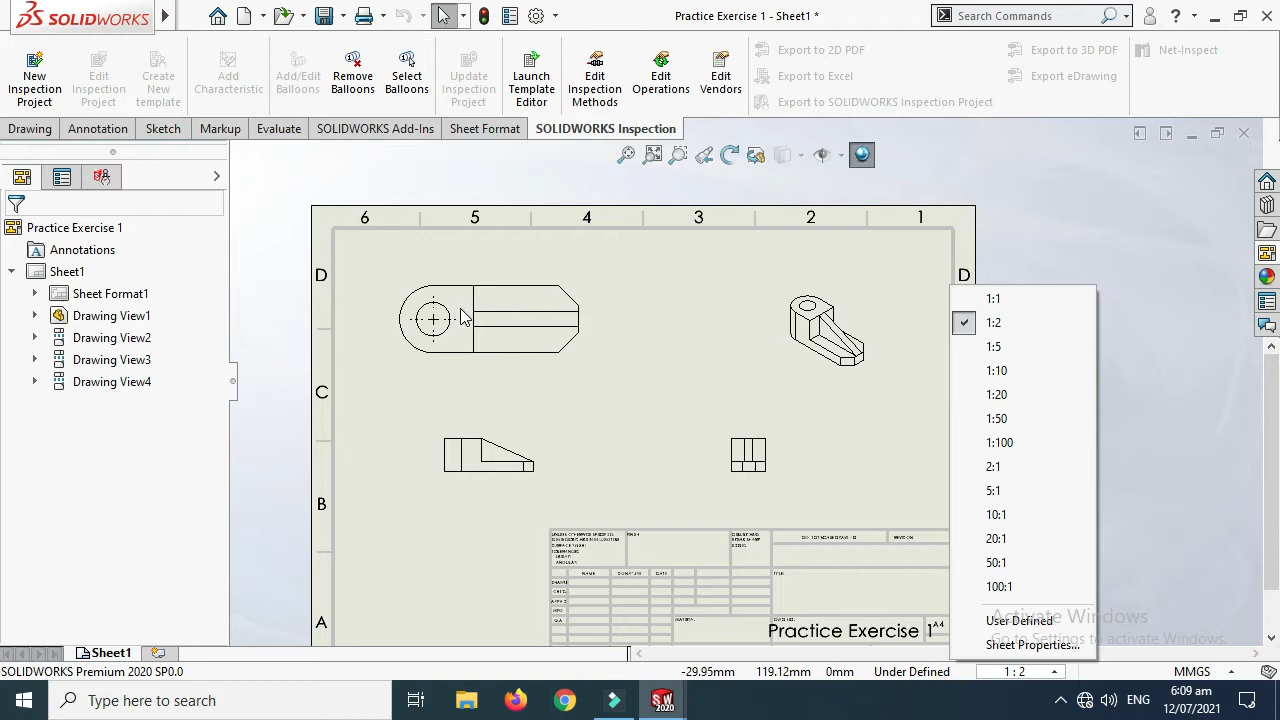 SOLIDWORKS
Practice Exercise 1 - Sheet1 *
Search Commands
New Inspection Project
Edit Inspection Project
Create New template
Add Characteristic
Add/Edit Balloons
Remove Balloons
Select Balloons
Update Inspection Project
Launch Template Editor
Edit Inspection Methods
Edit Operations
Edit Vendors
Export to 2D PDF
Export to Excel
Export to SOLIDWORKS Inspection Project
Export to 3D PDF
Export eDrawing
Net-Inspect
Drawing
Annotation
Sketch
Markup
Evaluate
SOLIDWORKS Add-Ins
Sheet Format
SOLIDWORKS Inspection
Practice Exercise 1
Annotations
Sheet1
Sheet Format1
Drawing View1
Drawing View2
Drawing View3
Drawing View4
6 5 4 3 2 1
D D
C
B
A
NAME SIGNATURE DATE
TITLE
REVISION
Practice Exercise 1
A4
1:1
1:2
1:5
1:10
1:20
1:50
1:100
2:1
5:1
10:1
20:1
50:1
100:1
User Defined
Sheet Properties...
Activate Windows
Go to Settings to activate Windows.
Sheet1
SOLIDWORKS Premium 2020 SP0.0
-29.95mm 119.12mm 0mm Under Defined 1 : 2 MMGS
Type here to search
SW 2020
ENG
6:09 am
12/07/2021